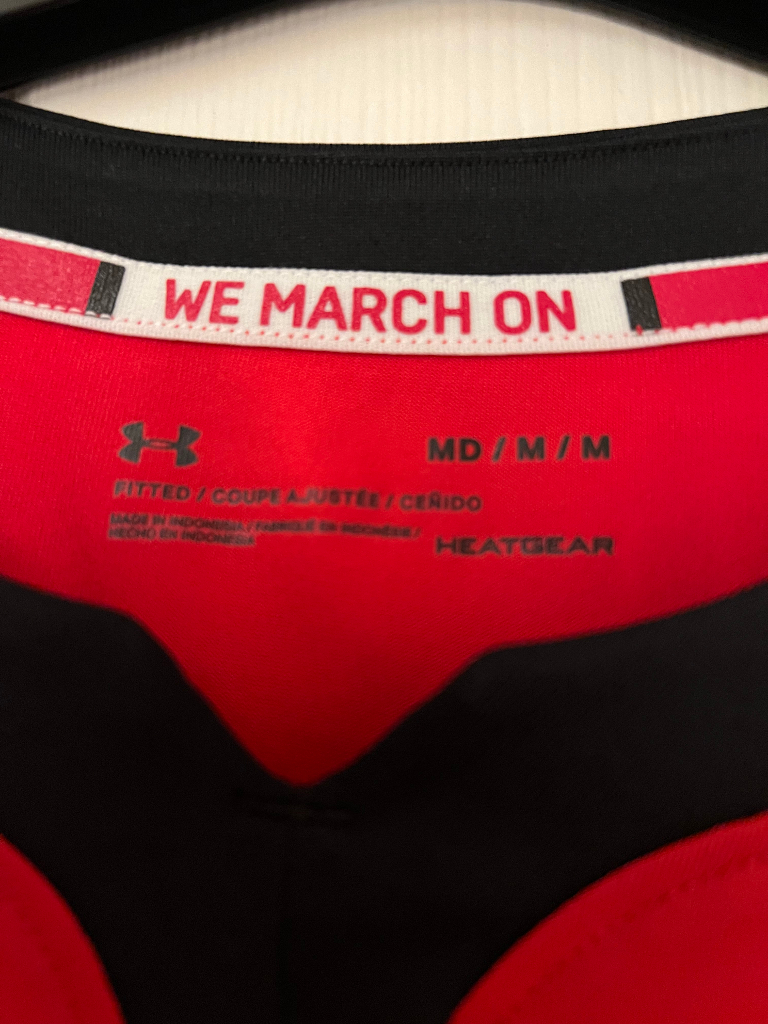 WE MARCH ON
MD / M / M
FITTED / COUPE AJUSTÉE / CEÑIDO
MADE IN INDONESIA / FABRIQUÉ EN INDONÉSIE /
HECHO EN INDONESIA
HEATGEAR